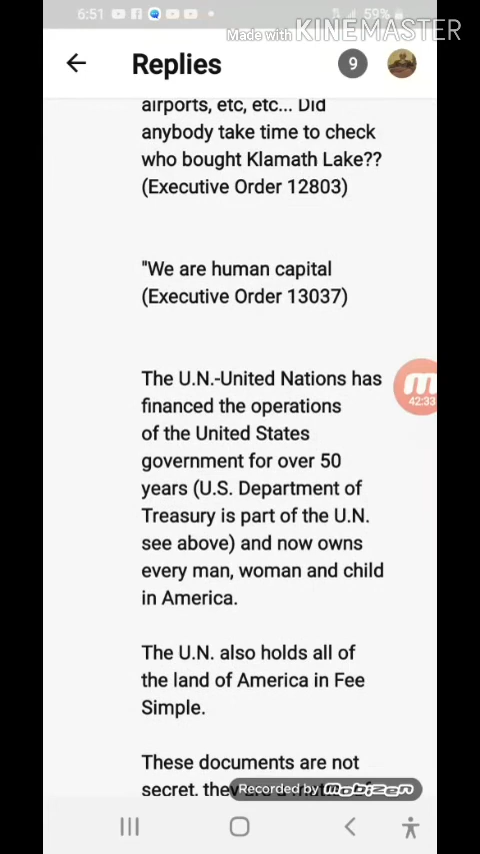 6:51
59%
Made with KINEMASTER
Replies
9
airports, etc, etc... Did
anybody take time to check
who bought Klamath Lake??
(Executive Order 12803)
"We are human capital
(Executive Order 13037)
The U.N.-United Nations has
financed the operations
of the United States
government for over 50
years (U.S. Department of
Treasury is part of the U.N.
see above) and now owns
every man, woman and child
in America.
42:33
The U.N. also holds all of
the land of America in Fee
Simple.
These documents are not
secret, they are a
Recorded by mobizen